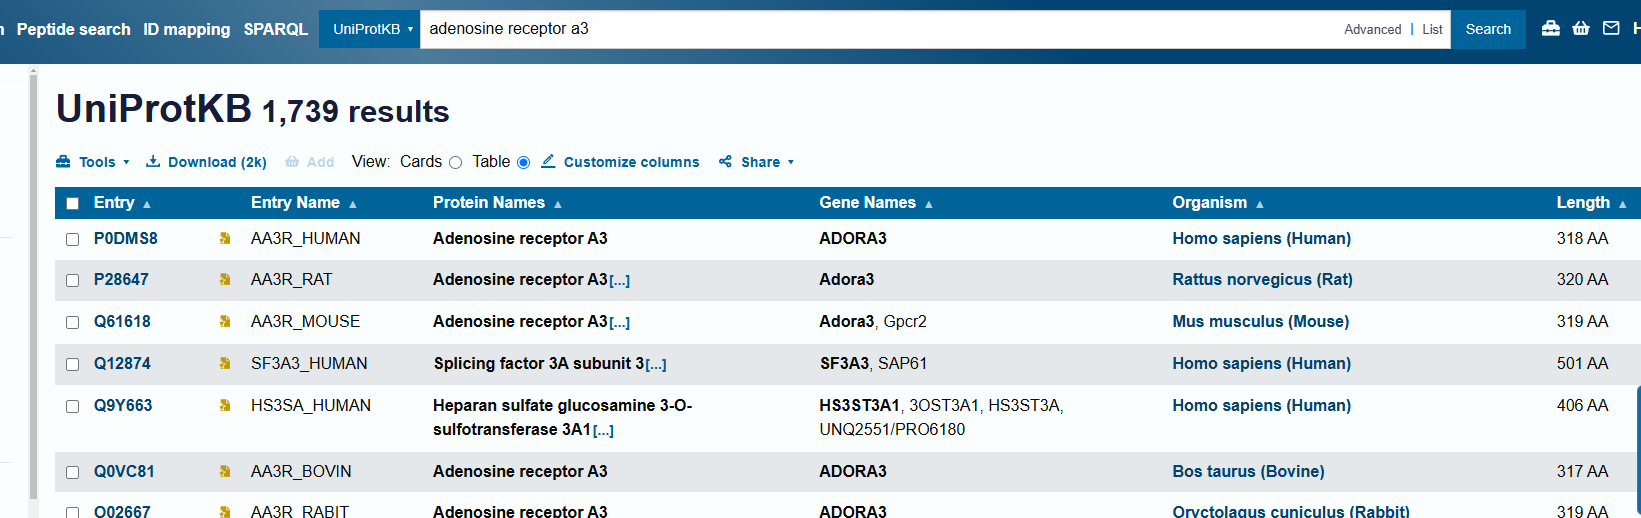 Peptide search ID mapping SPARQL UniProtKB adenosine receptor a3 Advanced | List Search
UniProtKB 1,739 results
Tools Download (2k) Add View: Cards Table Customize columns Share
Entry Entry Name Protein Names Gene Names Organism Length
P0DMS8 AA3R_HUMAN Adenosine receptor A3 ADORA3 Homo sapiens (Human) 318 AA
P28647 AA3R_RAT Adenosine receptor A3[...] Adora3 Rattus norvegicus (Rat) 320 AA
Q61618 AA3R_MOUSE Adenosine receptor A3[...] Adora3, Gpcr2 Mus musculus (Mouse) 319 AA
Q12874 SF3A3_HUMAN Splicing factor 3A subunit 3[...] SF3A3, SAP61 Homo sapiens (Human) 501 AA
Q9Y663 HS3SA_HUMAN Heparan sulfate glucosamine 3-O- HS3ST3A1, 3OST3A1, HS3ST3A, Homo sapiens (Human) 406 AA
sulfotransferase 3A1[...] UNQ2551/PRO6180
Q0VC81 AA3R_BOVIN Adenosine receptor A3 ADORA3 Bos taurus (Bovine) 317 AA
O02667 AA3R_RABIT Adenosine receptor A3 ADORA3 Oryctolagus cuniculus (Rabbit) 319 AA